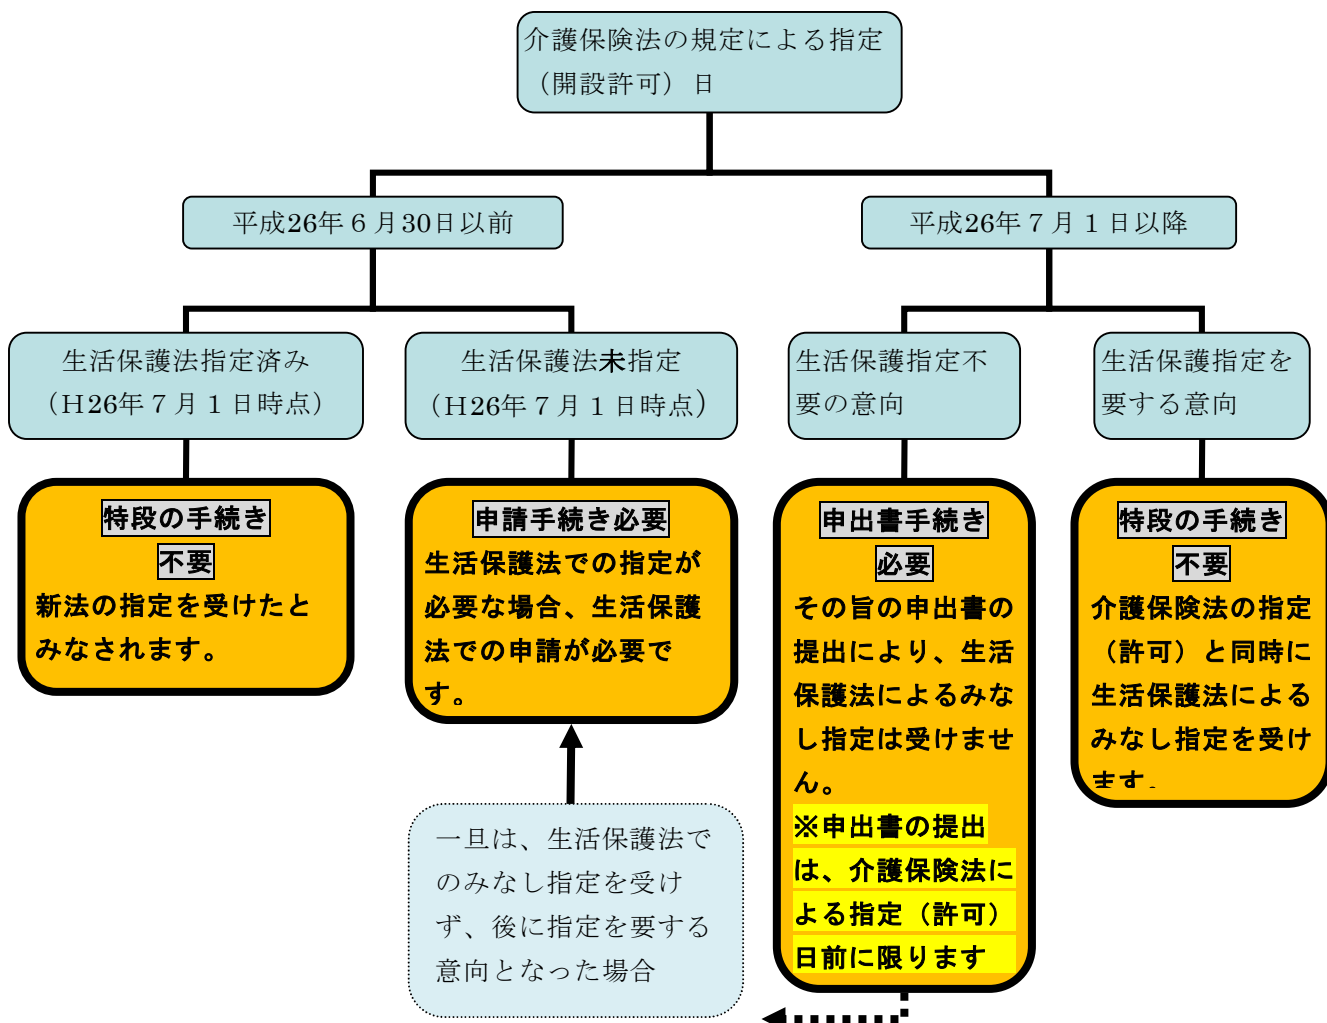 介護保険法の規定による指定
（開設許可）日
平成26年６月30日以前
平成26年７月１日以降
生活保護法指定済み
（H26年７月１日時点）
生活保護法未指定
（H26年７月１日時点）
生活保護指定不
要の意向
生活保護指定を
要する意向
特段の手続き
不要
新法の指定を受けたと
みなされます。
申請手続き必要
生活保護法での指定が
必要な場合、生活保護
法での申請が必要で
す。
申出書手続き
必要
その旨の申出書の
提出により、生活
保護法によるみな
し指定は受けませ
ん。
※申出書の提出
は、介護保険法に
よる指定（許可）
日前に限ります
特段の手続き
不要
介護保険法の指定
（許可）と同時に
生活保護法による
みなし指定を受け
ます。
一旦は、生活保護法で
のみなし指定を受け
ず、後に指定を要する
意向となった場合